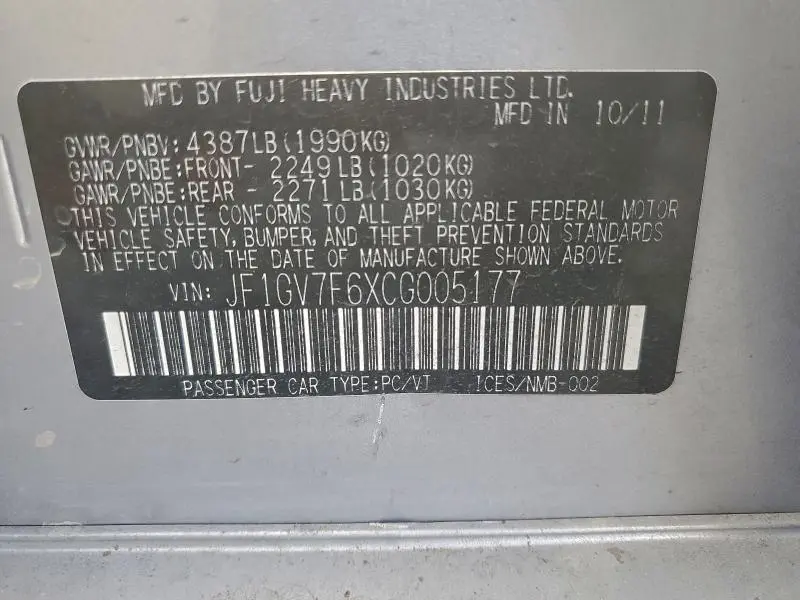 MFD BY FUJI HEAVY INDUSTRIES LTD.
MFD IN 10/11
GVWR/PNBV: 4387LB(1990KG)
GAWR/PNBE:FRONT- 2249LB(1020KG)
GAWR/PNBE:REAR - 2271LB(1030KG)
THIS VEHICLE CONFORMS TO ALL APPLICABLE FEDERAL MOTOR
VEHICLE SAFETY, BUMPER, AND THEFT PREVENTION STANDARDS
IN EFFECT ON THE DATE OF MANUFACTURE SHOWN ABOVE.
VIN: JF1GV7F6XCG005177
PASSENGER CAR TYPE:PC/VT ICES/NMB-002